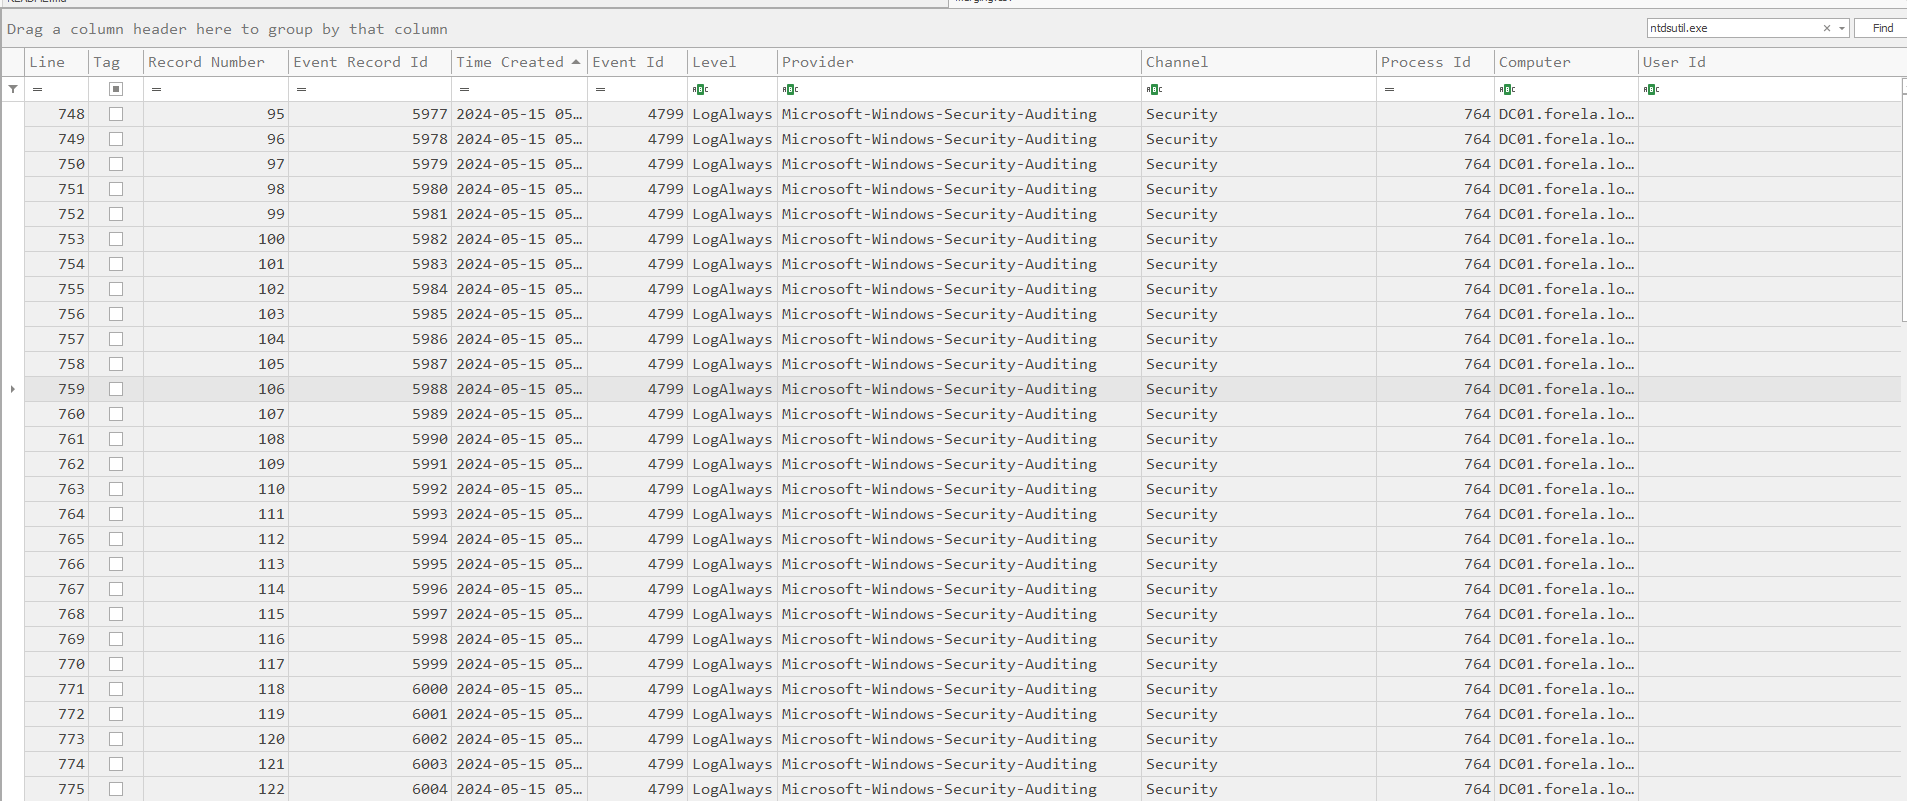 Drag a column header here to group by that column ntdsutil.exe Find
Line Tag Record Number Event Record Id Time Created Event Id Level Provider Channel Process Id Computer User Id
= = = = = ABC ABC ABC = ABC ABC
748 95 5977 2024-05-15 05… 4799 LogAlways Microsoft-Windows-Security-Auditing Security 764 DC01.forela.lo…
749 96 5978 2024-05-15 05… 4799 LogAlways Microsoft-Windows-Security-Auditing Security 764 DC01.forela.lo…
750 97 5979 2024-05-15 05… 4799 LogAlways Microsoft-Windows-Security-Auditing Security 764 DC01.forela.lo…
751 98 5980 2024-05-15 05… 4799 LogAlways Microsoft-Windows-Security-Auditing Security 764 DC01.forela.lo…
752 99 5981 2024-05-15 05… 4799 LogAlways Microsoft-Windows-Security-Auditing Security 764 DC01.forela.lo…
753 100 5982 2024-05-15 05… 4799 LogAlways Microsoft-Windows-Security-Auditing Security 764 DC01.forela.lo…
754 101 5983 2024-05-15 05… 4799 LogAlways Microsoft-Windows-Security-Auditing Security 764 DC01.forela.lo…
755 102 5984 2024-05-15 05… 4799 LogAlways Microsoft-Windows-Security-Auditing Security 764 DC01.forela.lo…
756 103 5985 2024-05-15 05… 4799 LogAlways Microsoft-Windows-Security-Auditing Security 764 DC01.forela.lo…
757 104 5986 2024-05-15 05… 4799 LogAlways Microsoft-Windows-Security-Auditing Security 764 DC01.forela.lo…
758 105 5987 2024-05-15 05… 4799 LogAlways Microsoft-Windows-Security-Auditing Security 764 DC01.forela.lo…
759 106 5988 2024-05-15 05… 4799 LogAlways Microsoft-Windows-Security-Auditing Security 764 DC01.forela.lo…
760 107 5989 2024-05-15 05… 4799 LogAlways Microsoft-Windows-Security-Auditing Security 764 DC01.forela.lo…
761 108 5990 2024-05-15 05… 4799 LogAlways Microsoft-Windows-Security-Auditing Security 764 DC01.forela.lo…
762 109 5991 2024-05-15 05… 4799 LogAlways Microsoft-Windows-Security-Auditing Security 764 DC01.forela.lo…
763 110 5992 2024-05-15 05… 4799 LogAlways Microsoft-Windows-Security-Auditing Security 764 DC01.forela.lo…
764 111 5993 2024-05-15 05… 4799 LogAlways Microsoft-Windows-Security-Auditing Security 764 DC01.forela.lo…
765 112 5994 2024-05-15 05… 4799 LogAlways Microsoft-Windows-Security-Auditing Security 764 DC01.forela.lo…
766 113 5995 2024-05-15 05… 4799 LogAlways Microsoft-Windows-Security-Auditing Security 764 DC01.forela.lo…
767 114 5996 2024-05-15 05… 4799 LogAlways Microsoft-Windows-Security-Auditing Security 764 DC01.forela.lo…
768 115 5997 2024-05-15 05… 4799 LogAlways Microsoft-Windows-Security-Auditing Security 764 DC01.forela.lo…
769 116 5998 2024-05-15 05… 4799 LogAlways Microsoft-Windows-Security-Auditing Security 764 DC01.forela.lo…
770 117 5999 2024-05-15 05… 4799 LogAlways Microsoft-Windows-Security-Auditing Security 764 DC01.forela.lo…
771 118 6000 2024-05-15 05… 4799 LogAlways Microsoft-Windows-Security-Auditing Security 764 DC01.forela.lo…
772 119 6001 2024-05-15 05… 4799 LogAlways Microsoft-Windows-Security-Auditing Security 764 DC01.forela.lo…
773 120 6002 2024-05-15 05… 4799 LogAlways Microsoft-Windows-Security-Auditing Security 764 DC01.forela.lo…
774 121 6003 2024-05-15 05… 4799 LogAlways Microsoft-Windows-Security-Auditing Security 764 DC01.forela.lo…
775 122 6004 2024-05-15 05… 4799 LogAlways Microsoft-Windows-Security-Auditing Security 764 DC01.forela.lo…